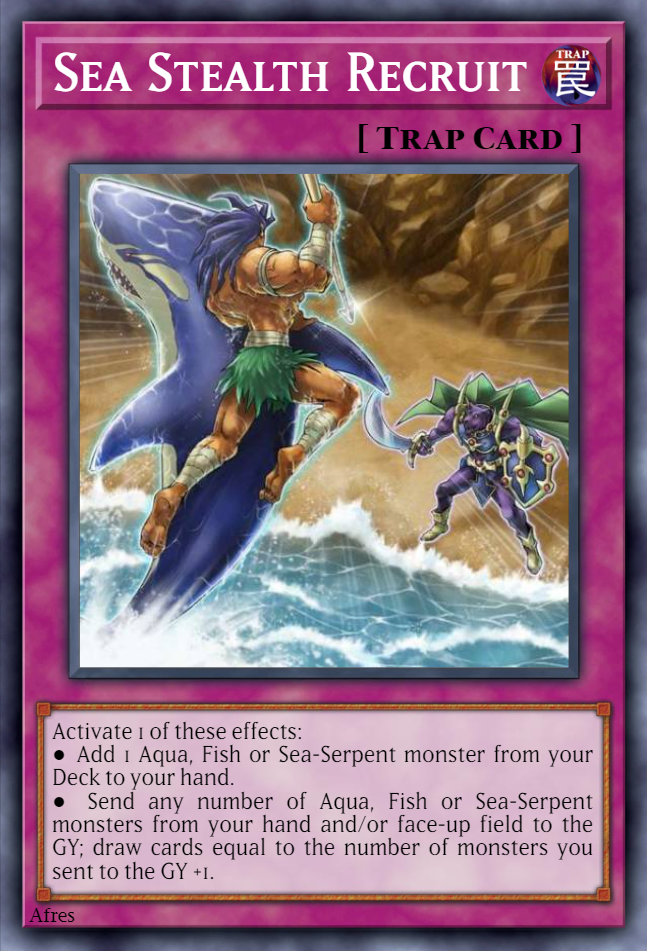 Sea Stealth Recruit
TRAP
罠
[ Trap Card ]
Activate 1 of these effects:
● Add 1 Aqua, Fish or Sea-Serpent monster from your
Deck to your hand.
● Send any number of Aqua, Fish or Sea-Serpent
monsters from your hand and/or face-up field to the
GY; draw cards equal to the number of monsters you
sent to the GY +1.
Afres